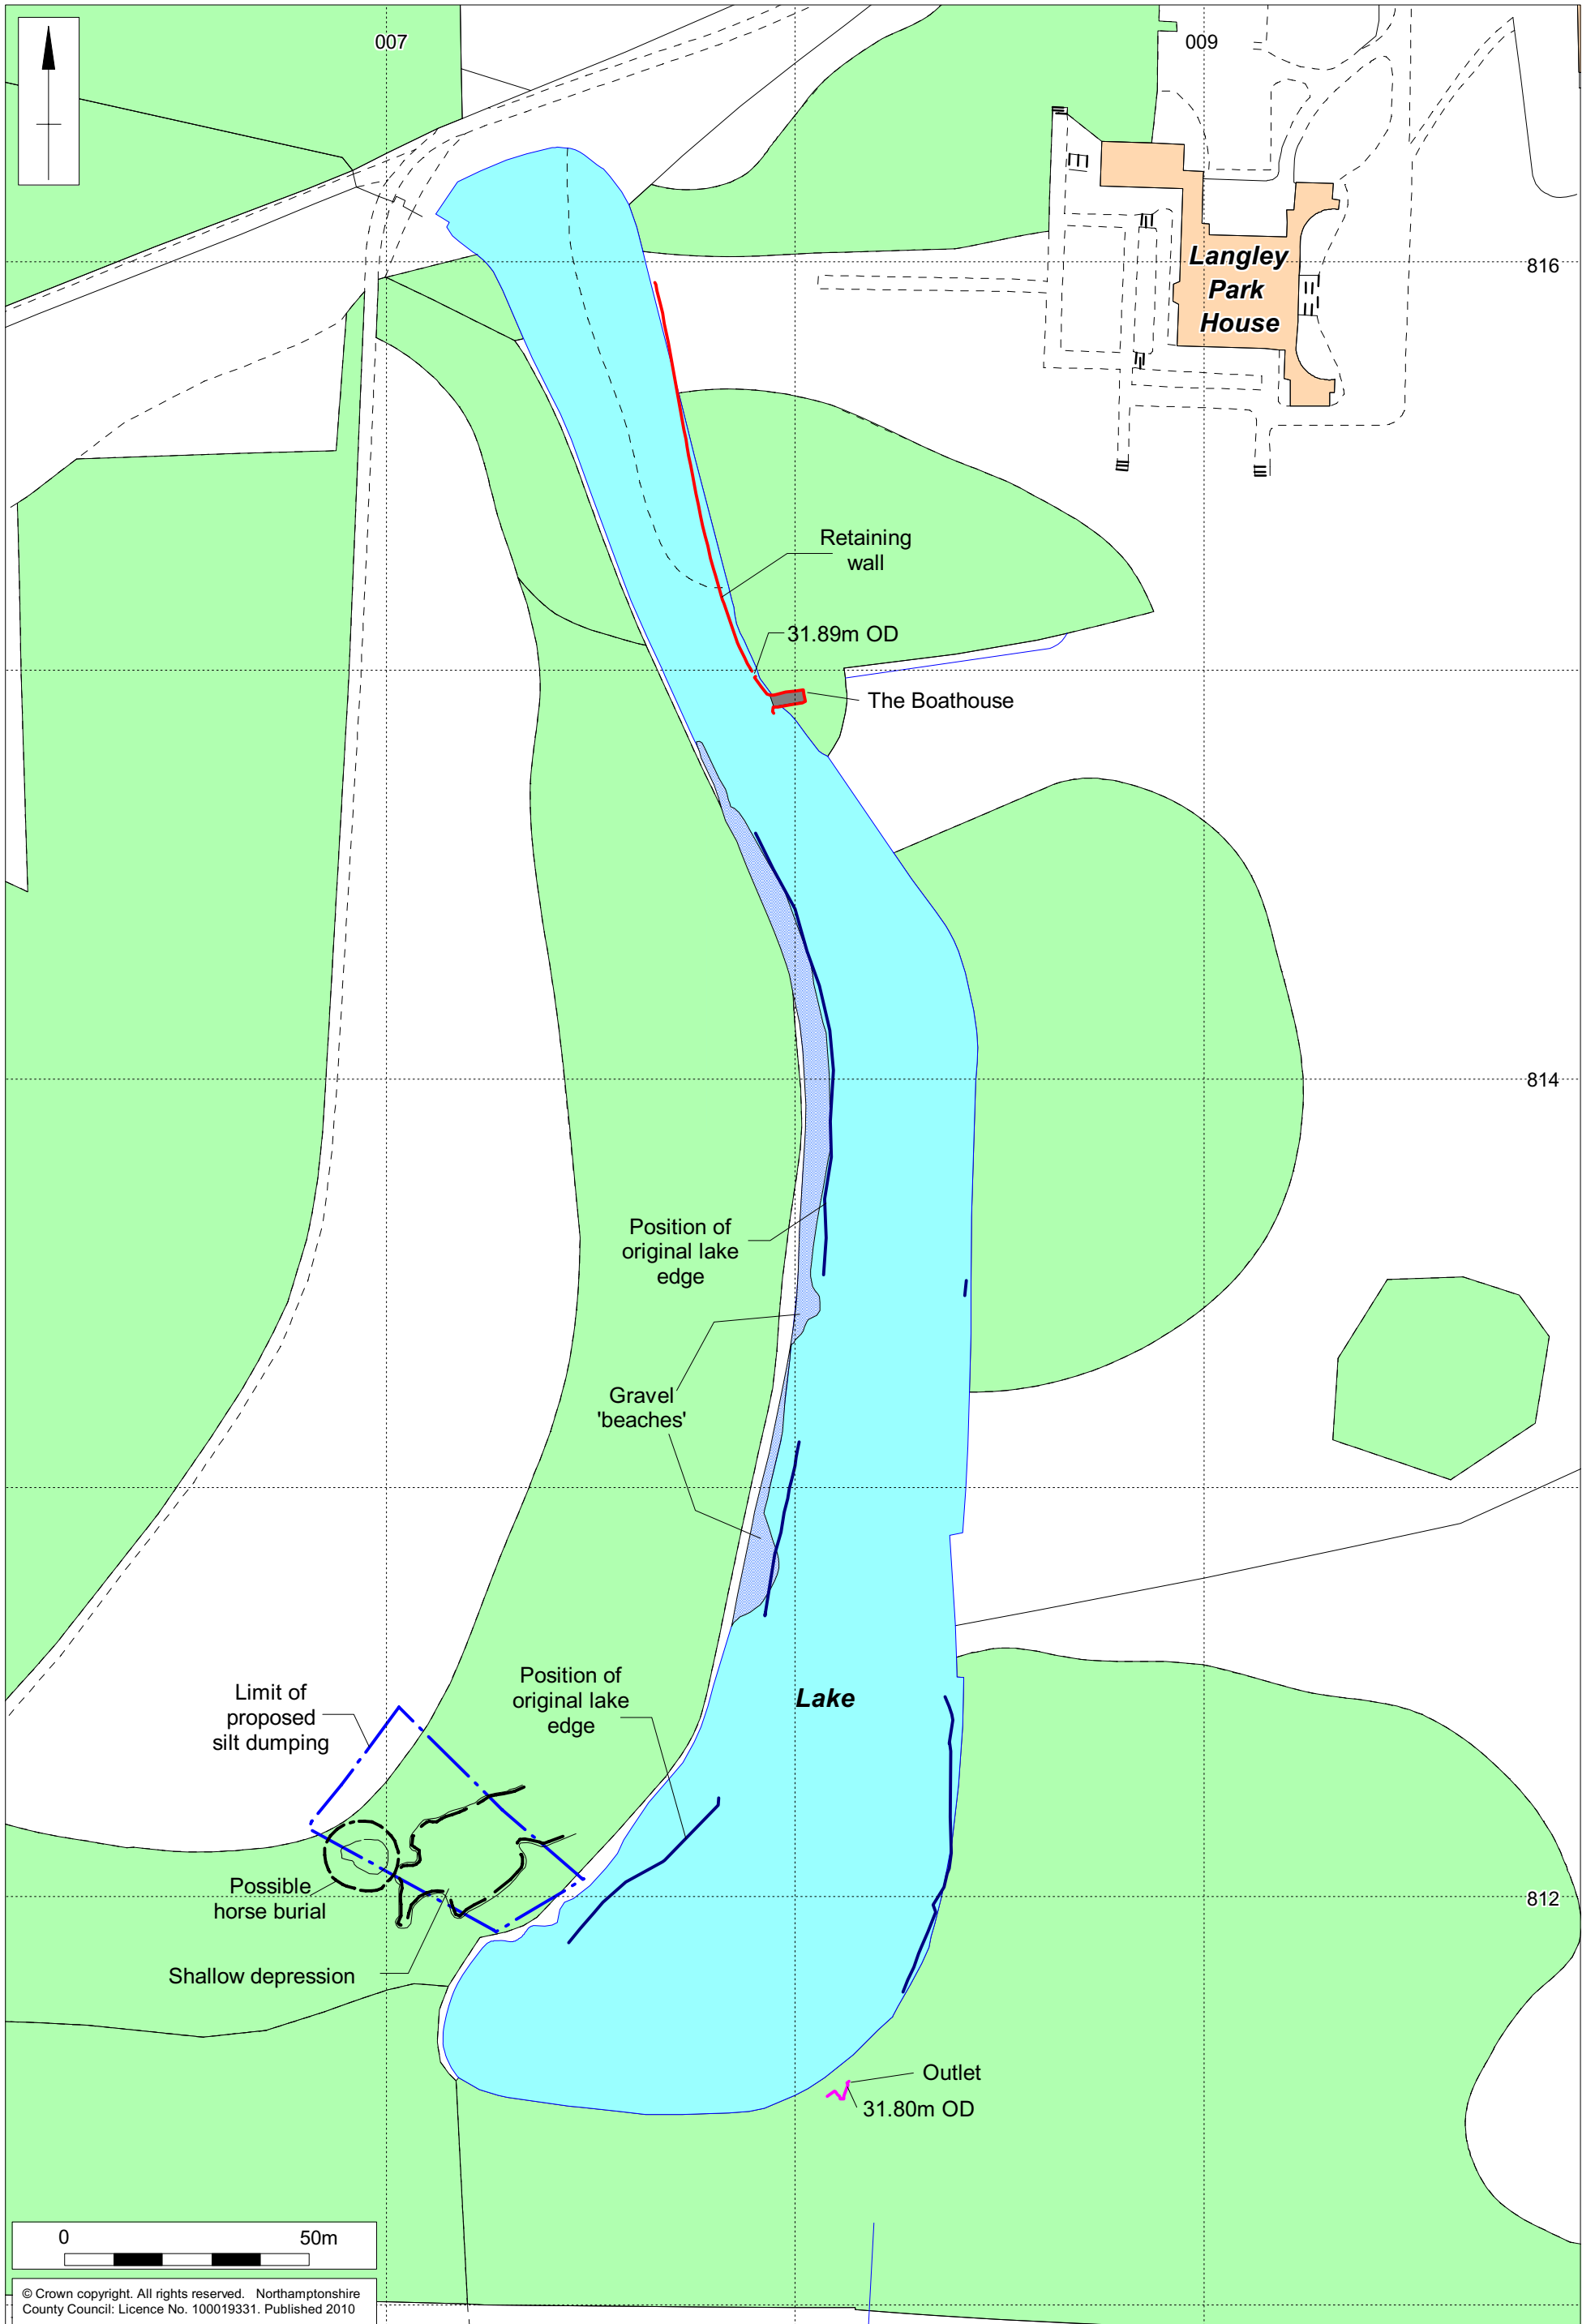 007
009
Langley
Park
House
816
Retaining
wall
31.89m OD
The Boathouse
814
Position of
original lake
edge
Gravel
'beaches'
Position of
original lake
edge
Lake
Limit of
proposed
silt dumping
Possible
horse burial
812
Shallow depression
Outlet
31.80m OD
0
50m
© Crown copyright. All rights reserved. Northamptonshire
County Council: Licence No. 100019331. Published 2010